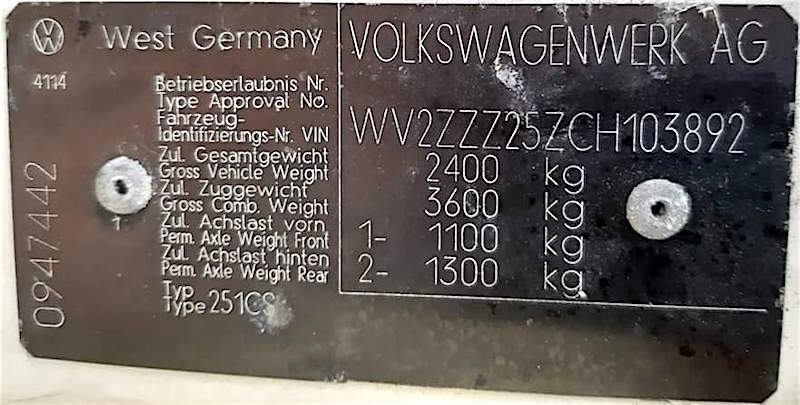 VW West Germany VOLKSWAGENWERK AG
4114
Betriebserlaubnis Nr.
Type Approval No.
Fahrzeug-
Identifizierungs-Nr. VIN WV2ZZZ25ZCH103892
Zul. Gesamtgewicht
Gross Vehicle Weight 2400 kg
Zul. Zuggewicht
Gross Comb. Weight 3600 kg
Zul. Achslast vorn
Perm. Axle Weight Front 1- 1100 kg
Zul. Achslast hinten
Perm. Axle Weight Rear 2- 1300 kg
Typ
Type 251CS
0947442
1